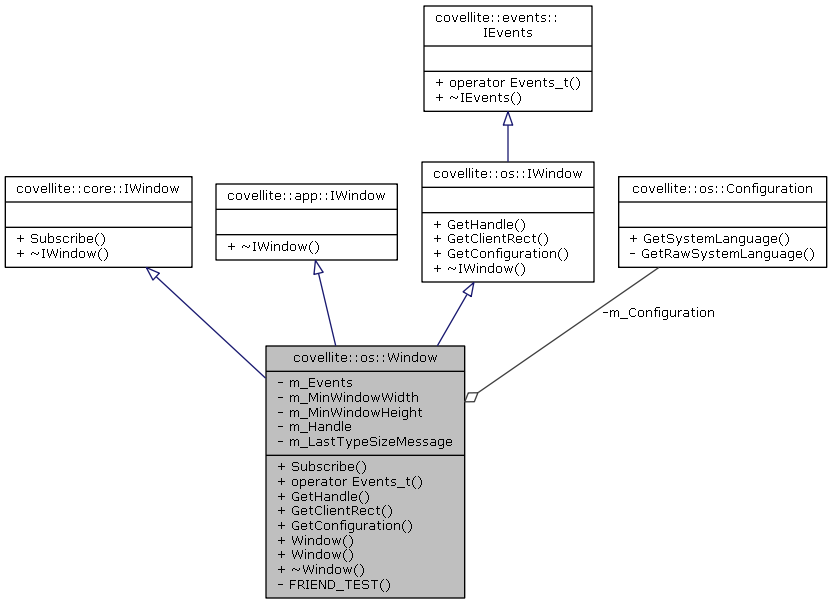 covellite::events::
IEvents
+ operator Events_t()
+ ~IEvents()
covellite::core::IWindow
+ Subscribe()
+ ~IWindow()
covellite::app::IWindow
+ ~IWindow()
covellite::os::IWindow
+ GetHandle()
+ GetClientRect()
+ GetConfiguration()
+ ~IWindow()
covellite::os::Configuration
+ GetSystemLanguage()
- GetRawSystemLanguage()
-m_Configuration
covellite::os::Window
- m_Events
- m_MinWindowWidth
- m_MinWindowHeight
- m_Handle
- m_LastTypeSizeMessage
+ Subscribe()
+ operator Events_t()
+ GetHandle()
+ GetClientRect()
+ GetConfiguration()
+ Window()
+ Window()
+ ~Window()
- FRIEND_TEST()